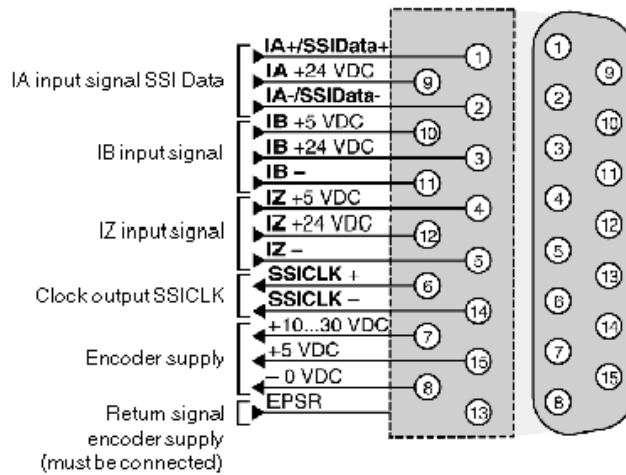 IA+/SSIData+ 1
IA input signal SSI Data
IA +24 VDC 9
IA-/SSIData- 2
IB +5 VDC 10
IB input signal
IB +24 VDC 3
IB – 11
IZ +5 VDC 4
IZ input signal
IZ +24 VDC 12
IZ – 5
SSICLK + 6
Clock output SSICLK
SSICLK – 14
+10...30 VDC 7
Encoder supply
+5 VDC 15
– 0 VDC 8
EPSR 13
Return signal
encoder supply
(must be connected)
1
9
2
10
3
11
4
12
5
13
6
14
7
15
8